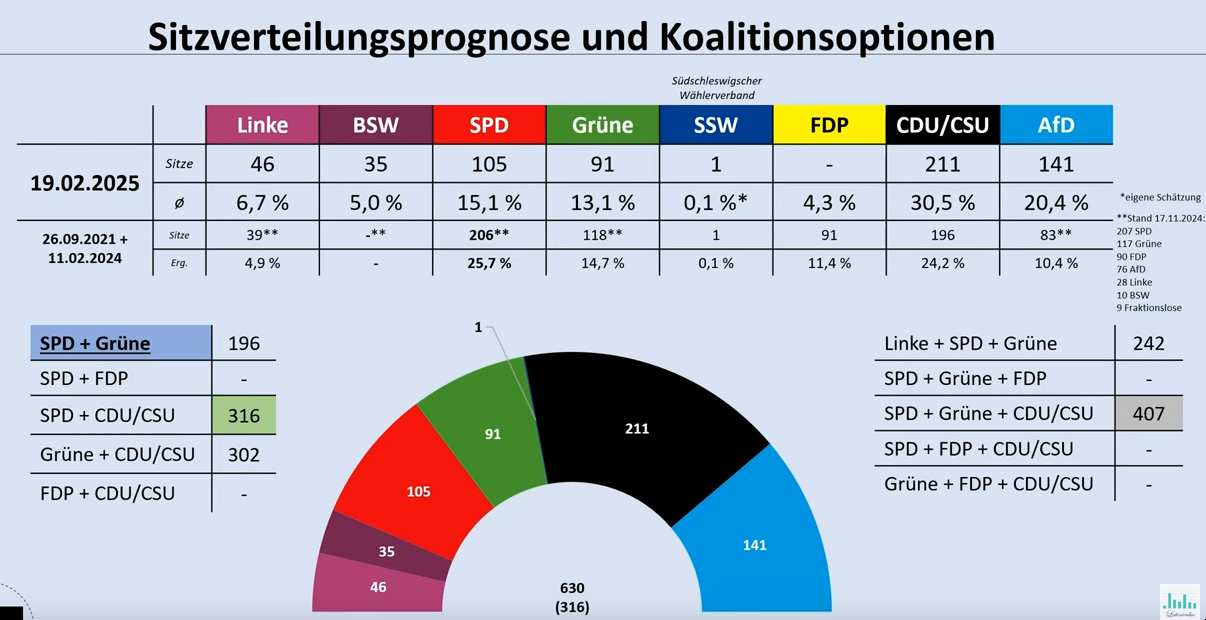 Sitzverteilungsprognose und Koalitionsoptionen
Südschleswigscher
Wählerverband
Linke BSW SPD Grüne SSW FDP CDU/CSU AfD
19.02.2025
Sitze 46 35 105 91 1 - 211 141
ø 6,7 % 5,0 % 15,1 % 13,1 % 0,1 %* 4,3 % 30,5 % 20,4 %
26.09.2021 +
11.02.2024
Sitze 39** -** 206** 118** 1 91 196 83**
Erg. 4,9 % - 25,7 % 14,7 % 0,1 % 11,4 % 24,2 % 10,4 %
*eigene Schätzung
**Stand 17.11.2024:
207 SPD
117 Grüne
90 FDP
76 AfD
28 Linke
10 BSW
9 Fraktionslose
SPD + Grüne 196
SPD + FDP -
SPD + CDU/CSU 316
Grüne + CDU/CSU 302
FDP + CDU/CSU -
1
46
35
105
91
211
141
630
(316)
Linke + SPD + Grüne 242
SPD + Grüne + FDP -
SPD + Grüne + CDU/CSU 407
SPD + FDP + CDU/CSU -
Grüne + FDP + CDU/CSU -